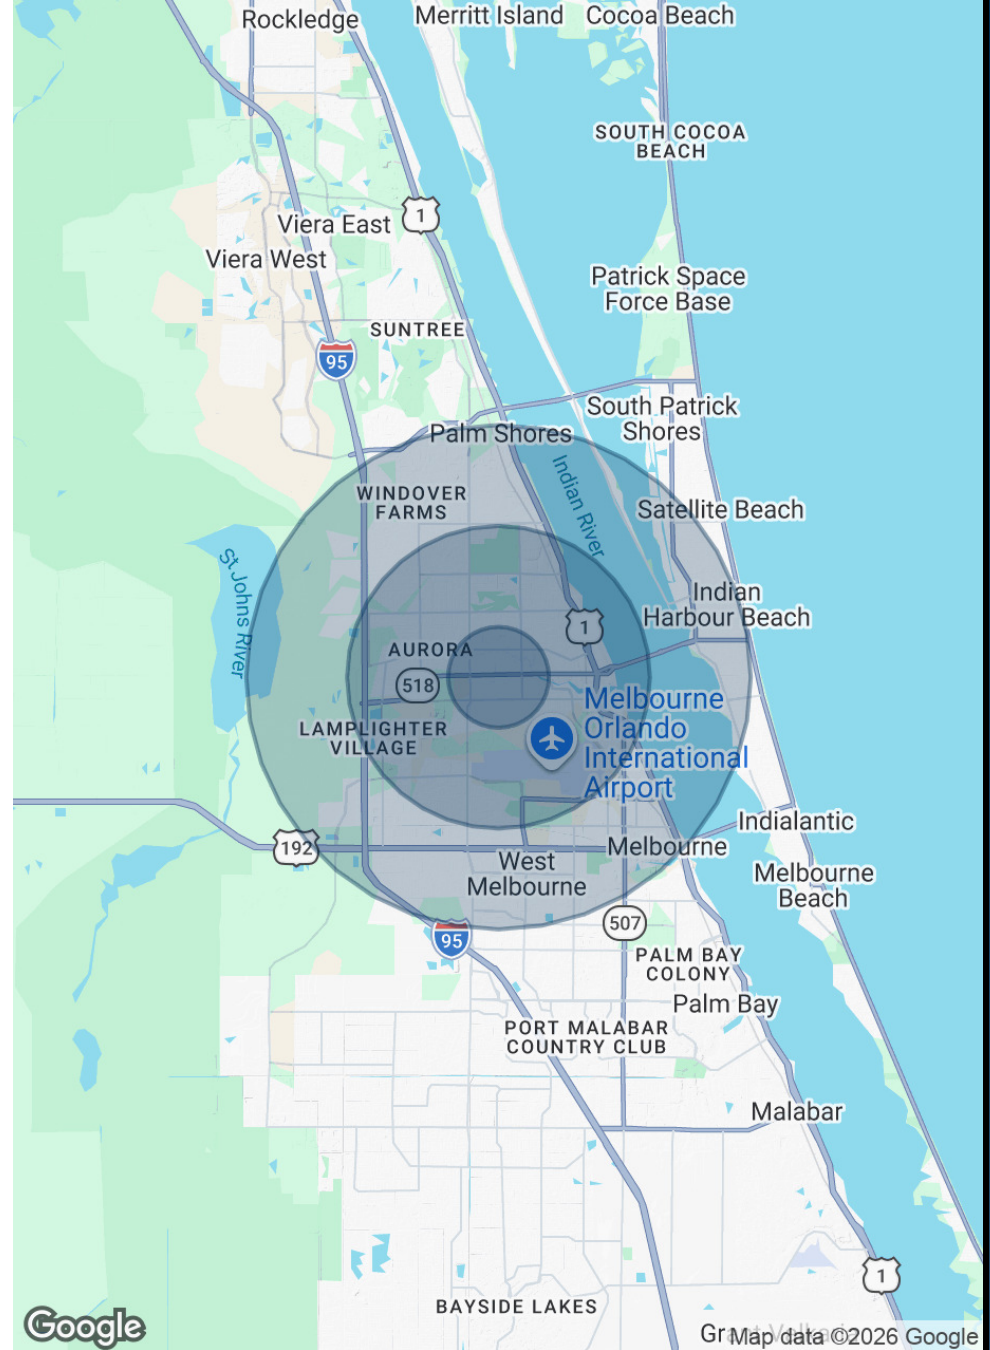 Rockledge
Merritt Island
Cocoa Beach
SOUTH COCOA
BEACH
1
Viera East
Viera West
Patrick Space
Force Base
SUNTREE
95
South Patrick
Shores
Palm Shores
WINDOVER
FARMS
Indian River
Satellite Beach
St Johns River
Indian
Harbour Beach
1
AURORA
518
Melbourne
Orlando
International
Airport
LAMPLIGHTER
VILLAGE
Indialantic
192
Melbourne
West
Melbourne
Melbourne
Beach
507
95
PALM BAY
COLONY
Palm Bay
PORT MALABAR
COUNTRY CLUB
Malabar
1
BAYSIDE LAKES
Google
Map data ©2026 Google